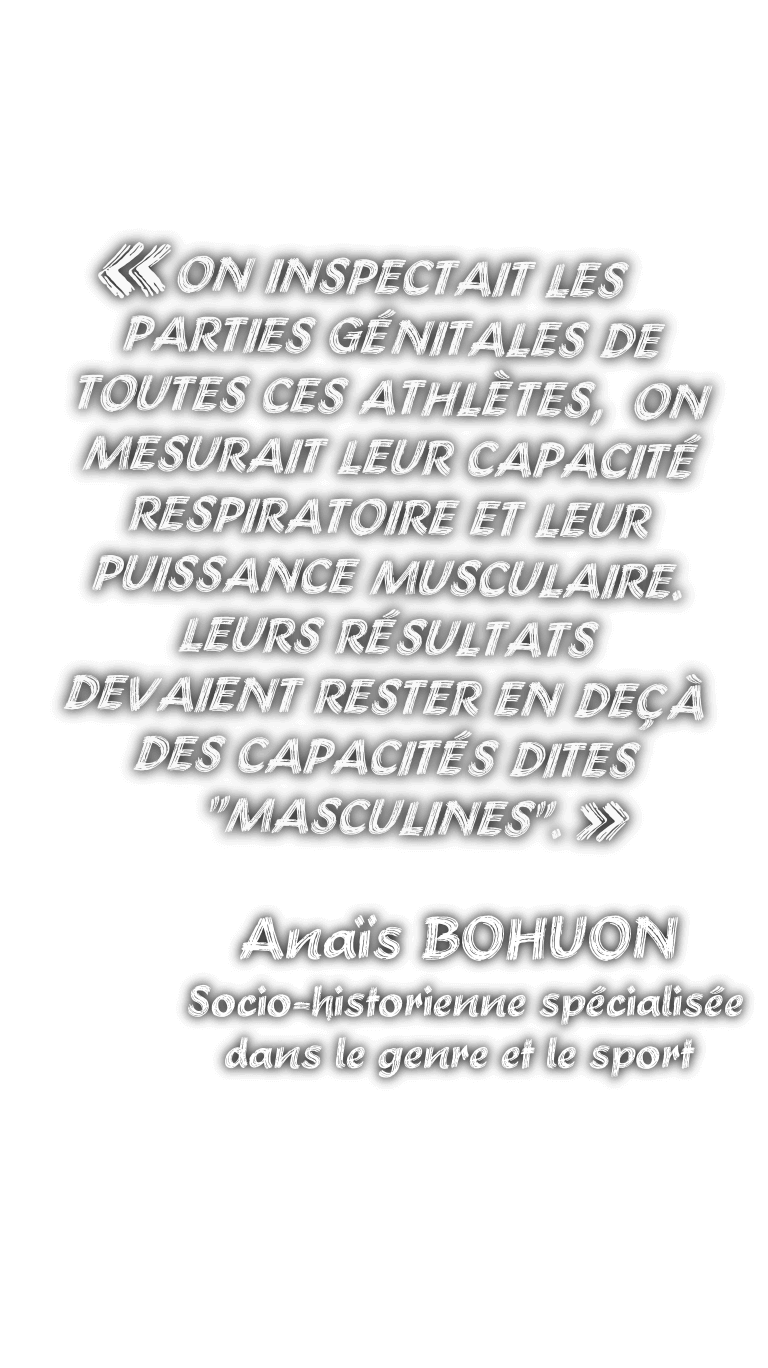 « ON INSPECTAIT LES
PARTIES GÉNITALES DE
TOUTES CES ATHLÈTES, ON
MESURAIT LEUR CAPACITÉ
RESPIRATOIRE ET LEUR
PUISSANCE MUSCULAIRE.
LEURS RÉSULTATS
DEVAIENT RESTER EN DEÇÀ
DES CAPACITÉS DITES
"MASCULINES". »
Anaïs BOHUON
Socio-historienne spécialisée
dans le genre et le sport